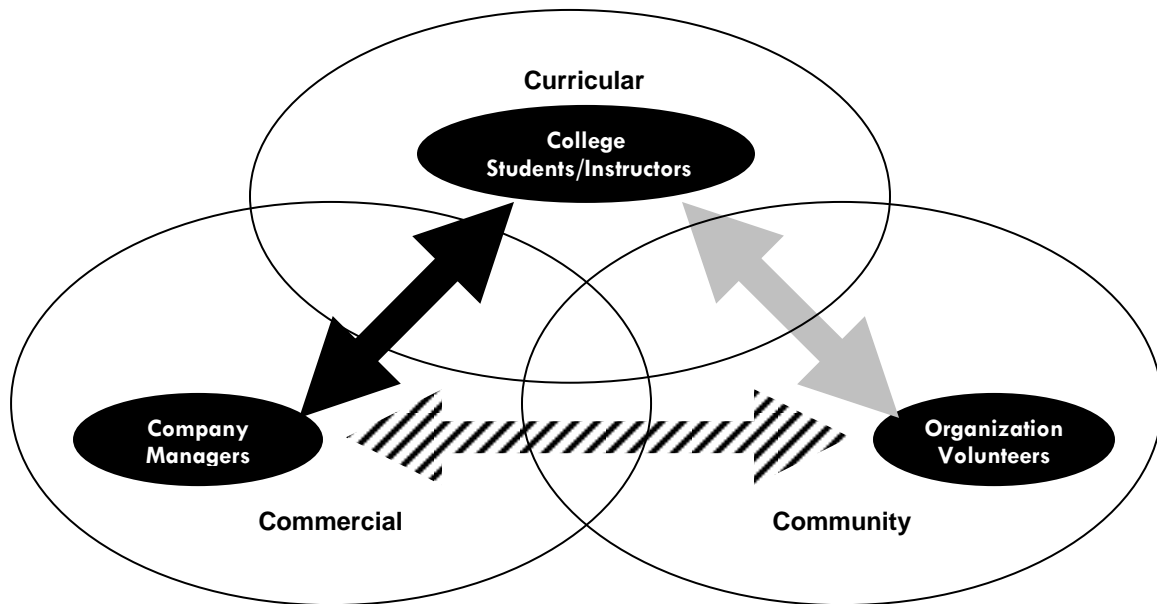 Curricular
College
Students/Instructors
Company
Managers
Organization
Volunteers
Commercial
Community